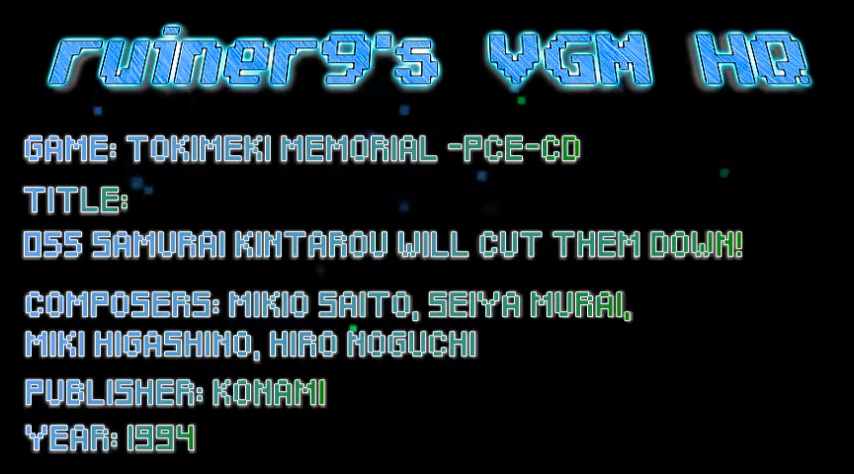 ruiner9's VGM HQ
GAME: TOKIMEKI MEMORIAL -PCE-CD
TITLE:
055 SAMURAI KINTAROU WILL CUT THEM DOWN!
COMPOSERS: MIKIO SAITO, SEIYA MURAI,
MIKI HIGASHINO, HIRO NOGUCHI
PUBLISHER: KONAMI
YEAR: 1994